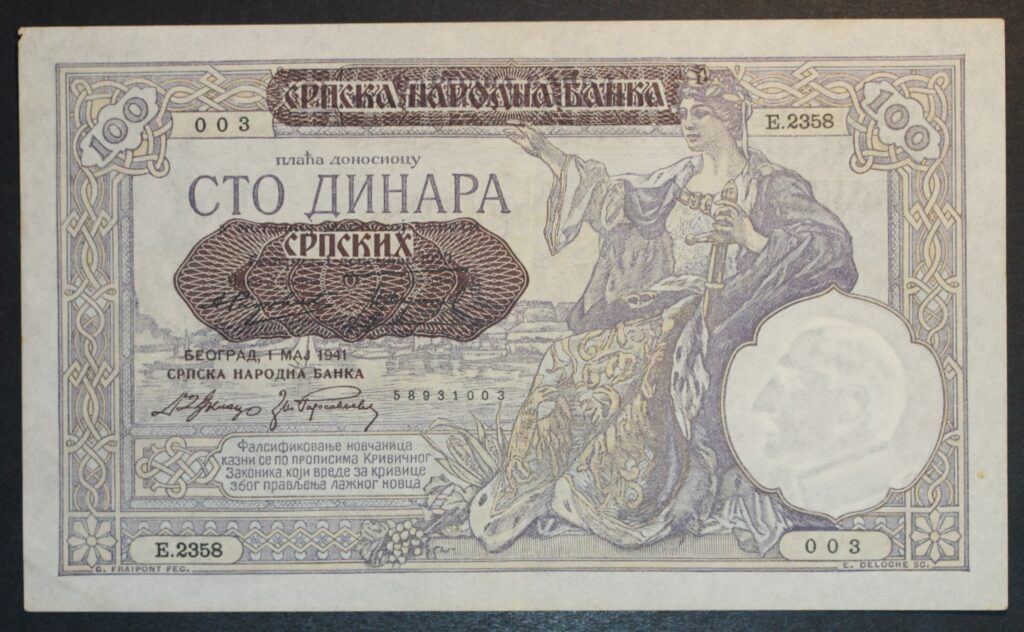 100
СРПСКА НАРОДНА БАНКА
100
003
E.2358
плаћа доносиоцу
СТО ДИНАРА
СРПСКИХ
БЕОГРАД, 1 МАЈ 1941
СРПСКА НАРОДНА БАНКА
58931003
Фалсификовање новчаница
казни се по прописима Кривичног
Законика који вреде за кривице
због прављења лажног новца
E.2358
003
G. FRAIPONT FEC.
E. DELOCHE SC.